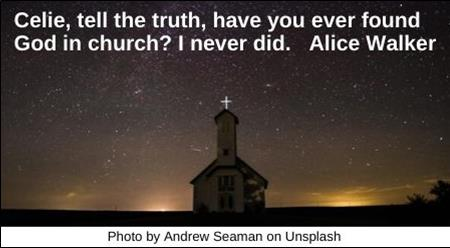 Celie, tell the truth, have you ever found
God in church? I never did.   Alice Walker
Photo by Andrew Seaman on Unsplash